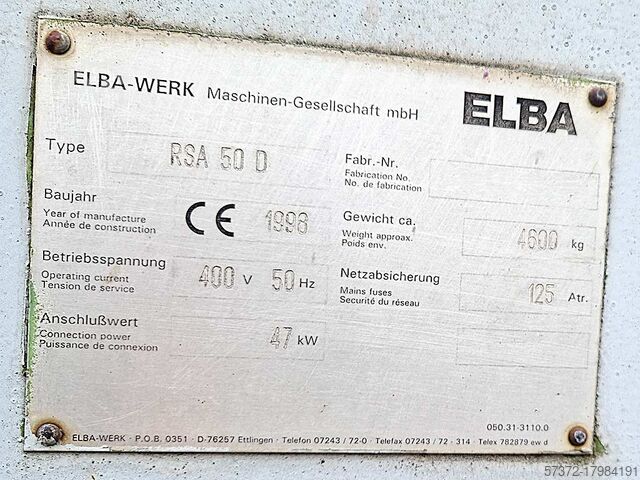 ELBA-WERK Maschinen-Gesellschaft mbH
ELBA
Type RSA 50 D
Fabr.-Nr.
Fabrication No.
No. de fabrication
Baujahr
Year of manufacture
Année de construction
CE 1998
Gewicht ca.
Weight approax.
Poids env.
4600 kg
Betriebsspannung
Operating current
Tension de service
400 V 50 Hz
Netzabsicherung
Mains fuses
Securité du réseau
125 Atr.
Anschlußwert
Connection power
Puissance de connexion
47 kW
050.31-3110.0
ELBA-WERK · P.O.B. 0351 · D-76257 Ettlingen · Telefon 07243 / 72-0 · Telefax 07243 / 72 - 314 · Telex 782879 ew d
57372-17984191